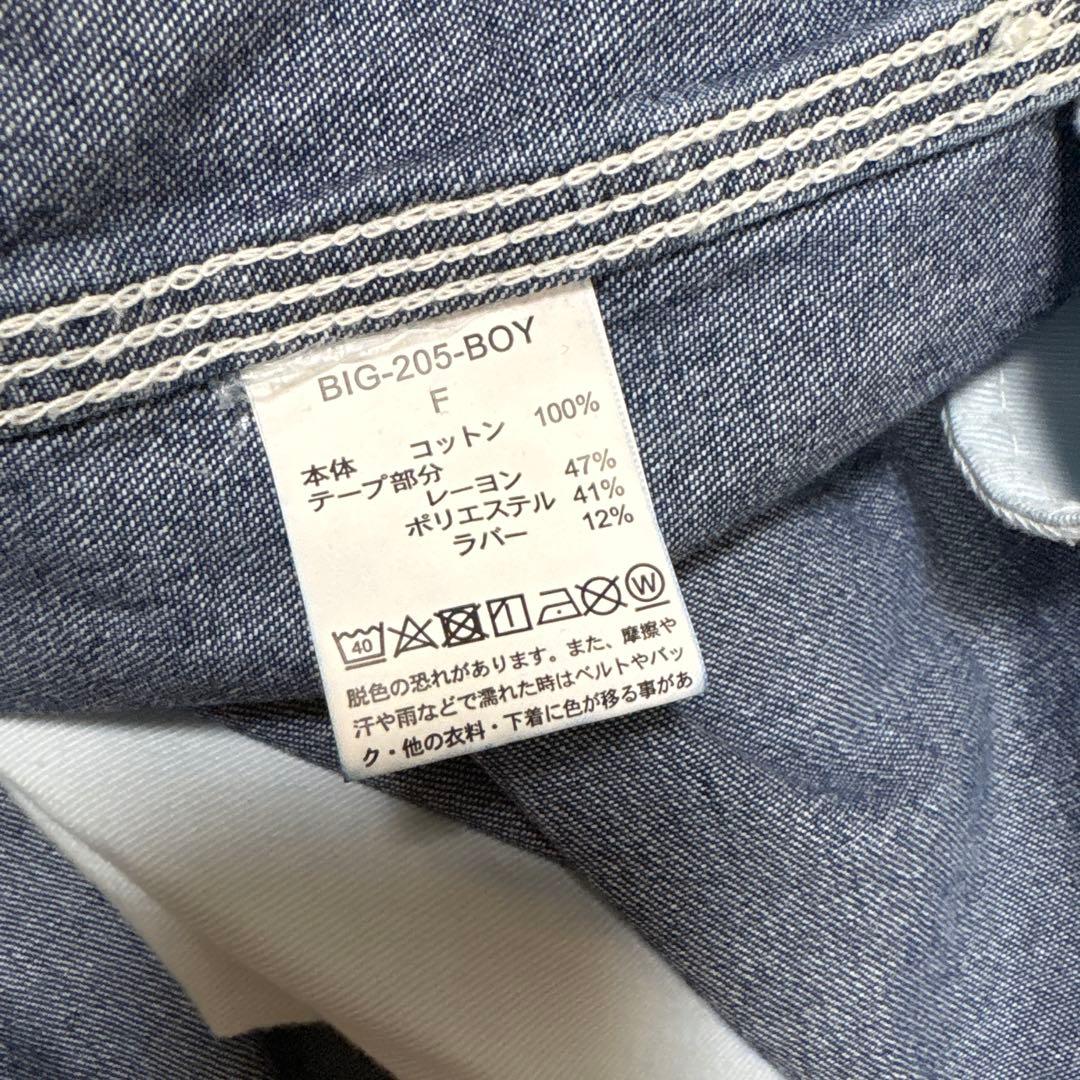 BIG-205-BOY
F
本体 コットン 100%
テープ部分
レーヨン 47%
ポリエステル 41%
ラバー 12%
40 W
脱色の恐れがあります。また、摩擦や
汗や雨などで濡れた時はベルトやバッ
ク・他の衣料・下着に色が移る事があ